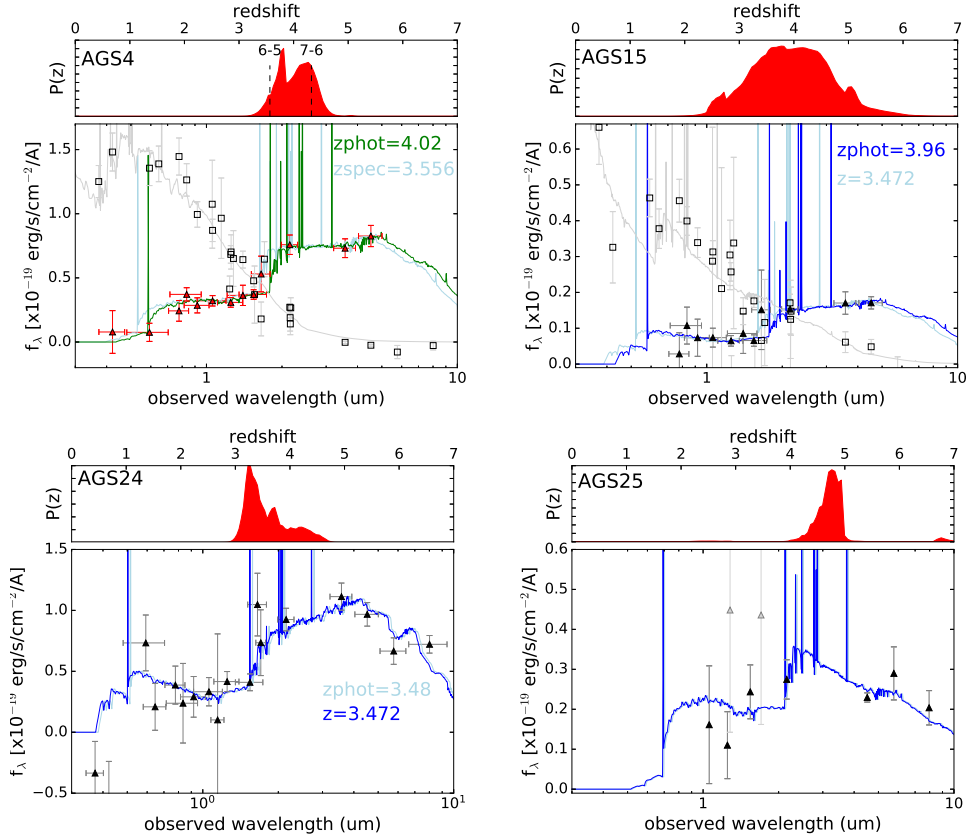 redshift
0 1 2 3 4 5 6 7
P(z)
AGS4
6-5
7-6
1.5
1.0
0.5
0.0
f_λ [x10^−19 erg/s/cm^−2/A]
zphot=4.02
zspec=3.556
1 10
observed wavelength (um)
redshift
0 1 2 3 4 5 6 7
P(z)
AGS15
0.6
0.5
0.4
0.3
0.2
0.1
0.0
f_λ [x10^−19 erg/s/cm^−2/A]
zphot=3.96
z=3.472
1 10
observed wavelength (um)
redshift
0 1 2 3 4 5 6 7
P(z)
AGS24
1.5
1.0
0.5
0.0
−0.5
f_λ [x10^−19 erg/s/cm^−2/A]
zphot=3.48
z=3.472
10^0 10^1
observed wavelength (um)
redshift
0 1 2 3 4 5 6 7
P(z)
AGS25
0.6
0.5
0.4
0.3
0.2
0.1
0.0
f_λ [x10^−19 erg/s/cm^−2/A]
1 10
observed wavelength (um)